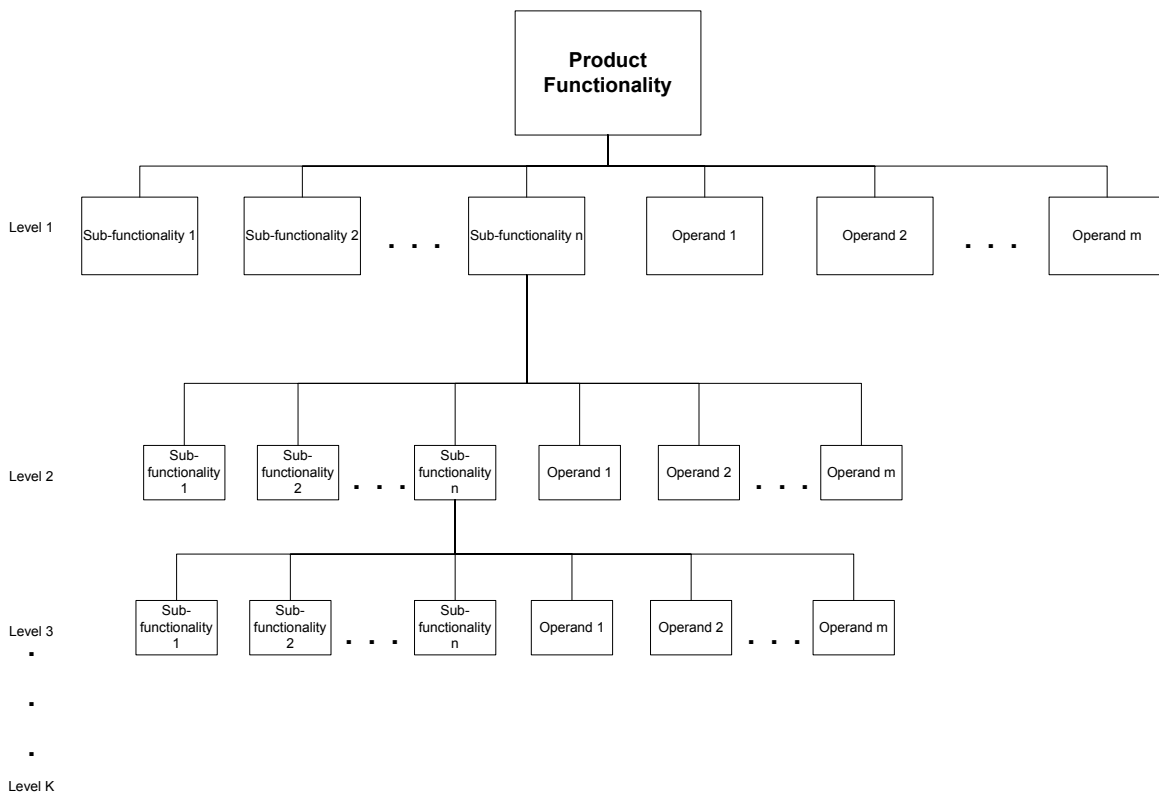 Product
Functionality
Level 1
Sub-functionality 1
Sub-functionality 2
. . .
Sub-functionality n
Operand 1
Operand 2
. . .
Operand m
Level 2
Sub-
functionality
1
Sub-
functionality
2
. . .
Sub-
functionality
n
Operand 1
Operand 2
. . .
Operand m
Level 3
Sub-
functionality
1
Sub-
functionality
2
. . .
Sub-
functionality
n
Operand 1
Operand 2
. . .
Operand m
.
.
.
Level K